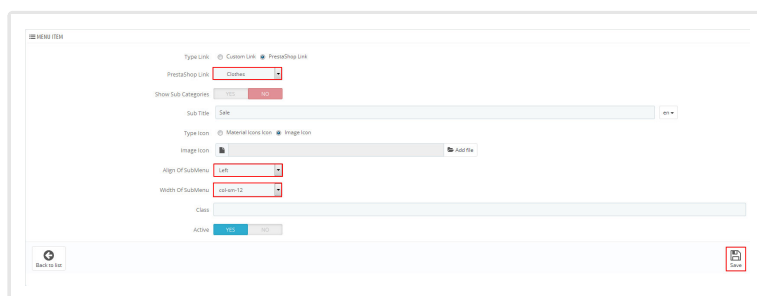 MENU ITEM
Type Link Custom Link PrestaShop Link
PrestaShop Link Clothes
Show Sub Categories YES NO
Sub Title Sale en
Type Icon Material Icons Icon Image Icon
Image Icon Add file
Align Of SubMenu Left
Width Of SubMenu col-sm-12
Class
Active YES NO
Back to list Save